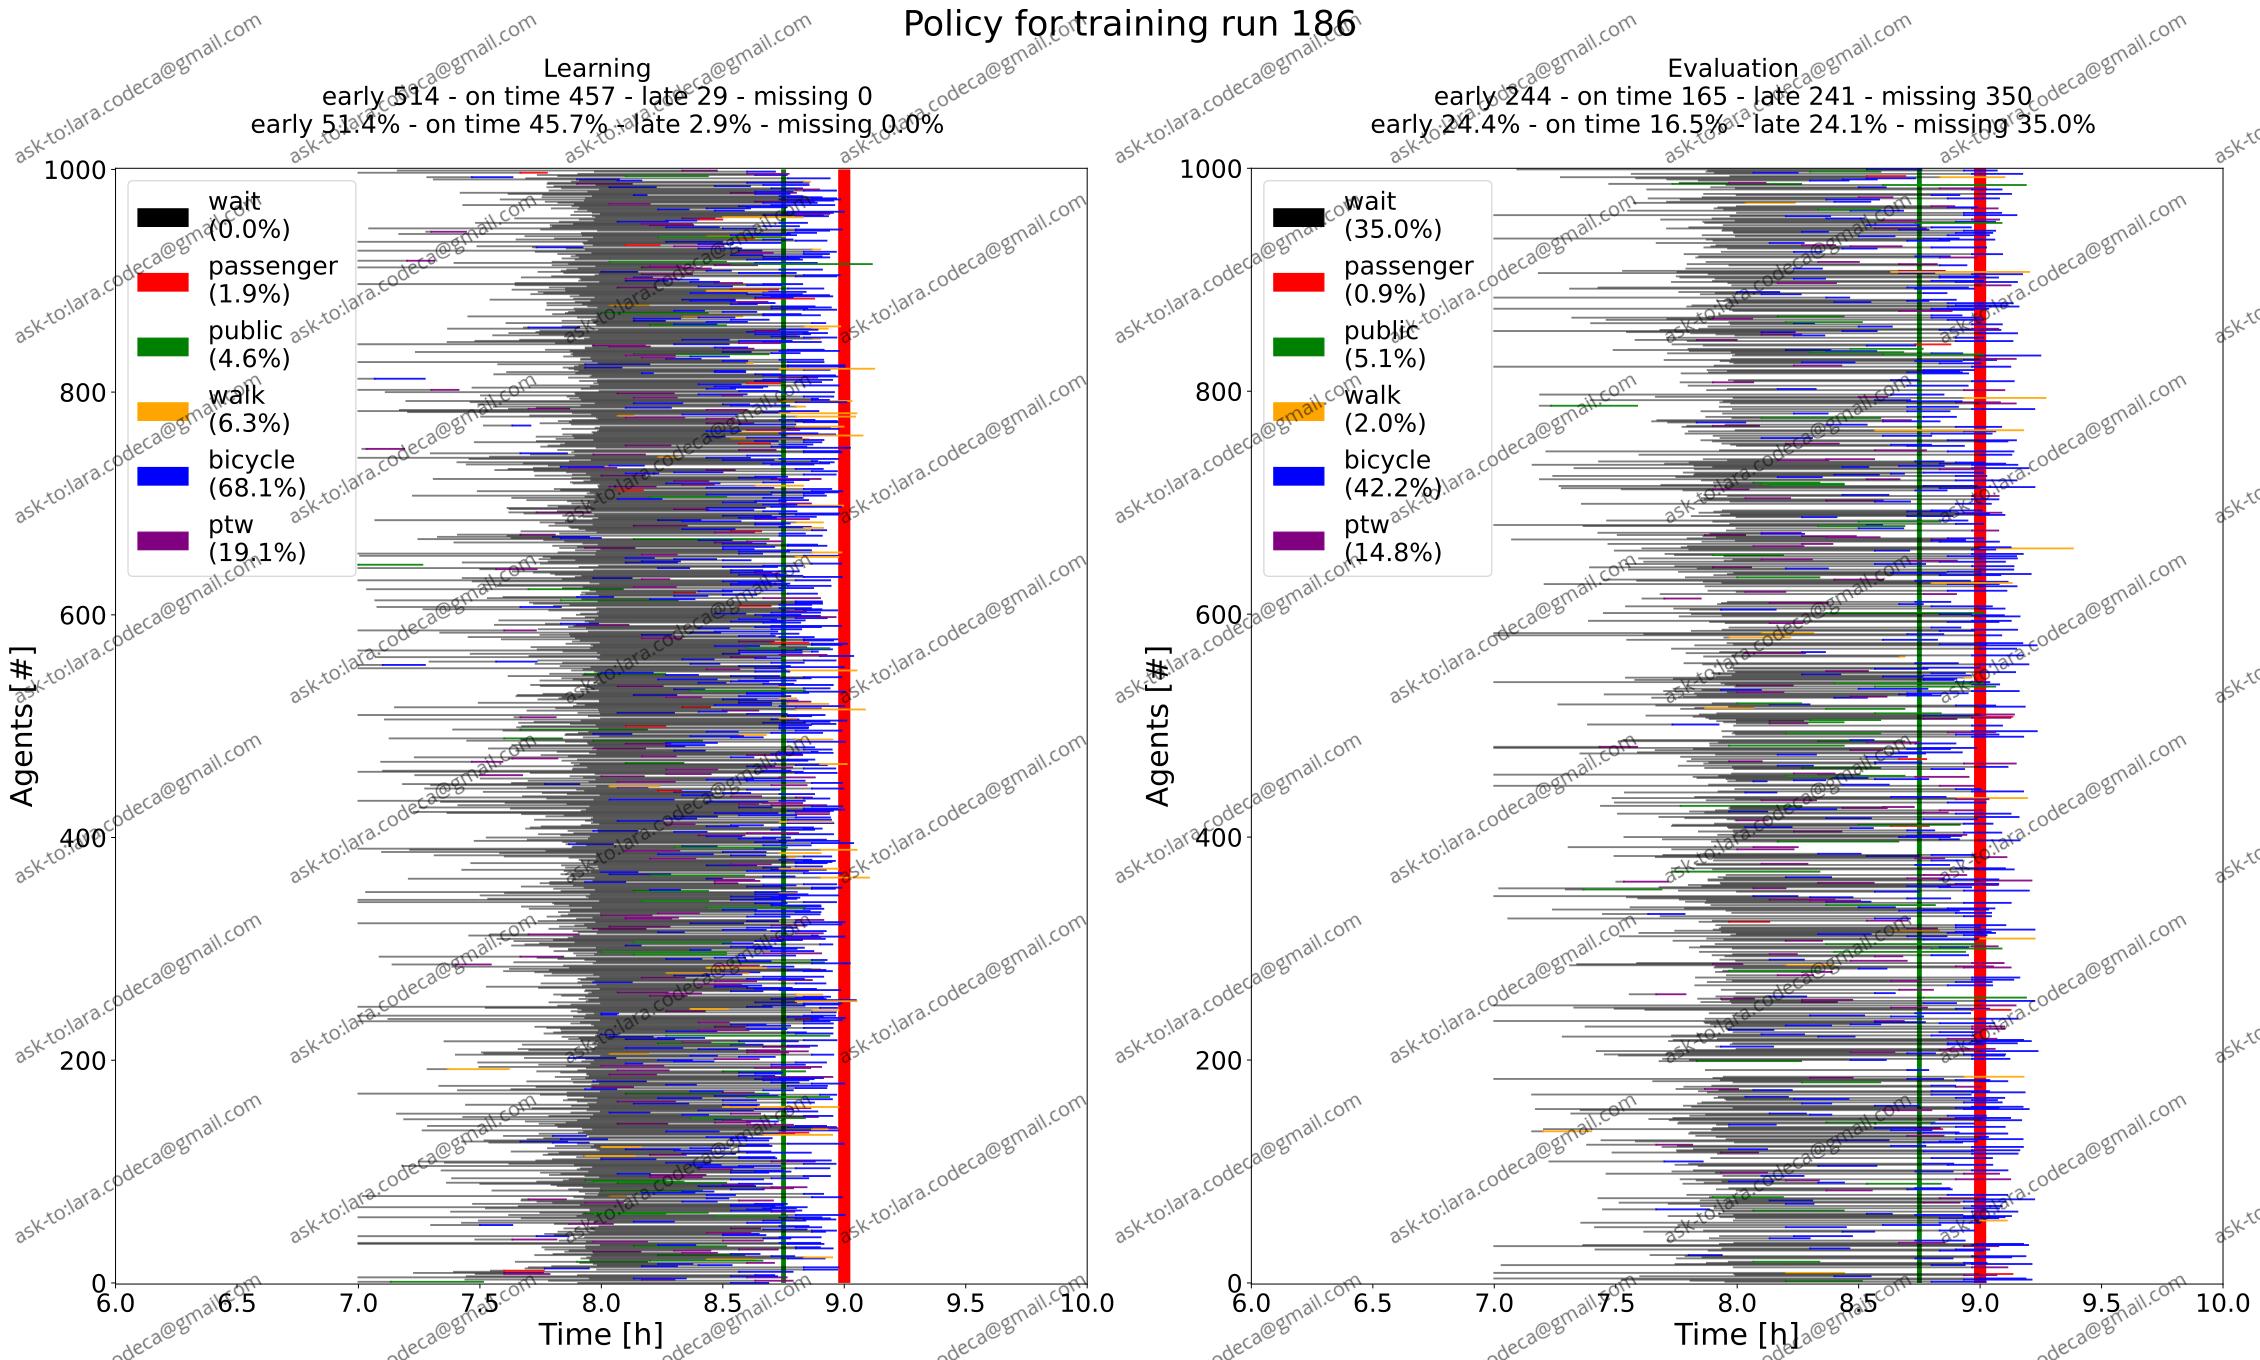 Policy for training run 186
Learning
early 514 - on time 457 - late 29 - missing 0
early 51.4% - on time 45.7% - late 2.9% - missing 0.0%
1000
800
600
400
200
0
6.0 6.5 7.0 7.5 8.0 8.5 9.0 9.5 10.0
Time [h]
Agents [#]
wait
(0.0%)
passenger
(1.9%)
public
(4.6%)
walk
(6.3%)
bicycle
(68.1%)
ptw
(19.1%)
Evaluation
early 244 - on time 165 - late 241 - missing 350
early 24.4% - on time 16.5% - late 24.1% - missing 35.0%
1000
800
600
400
200
0
6.0 6.5 7.0 7.5 8.0 8.5 9.0 9.5 10.0
Time [h]
Agents [#]
wait
(35.0%)
passenger
(0.9%)
public
(5.1%)
walk
(2.0%)
bicycle
(42.2%)
ptw
(14.8%)
ask-to:lara.codeca@gmail.com